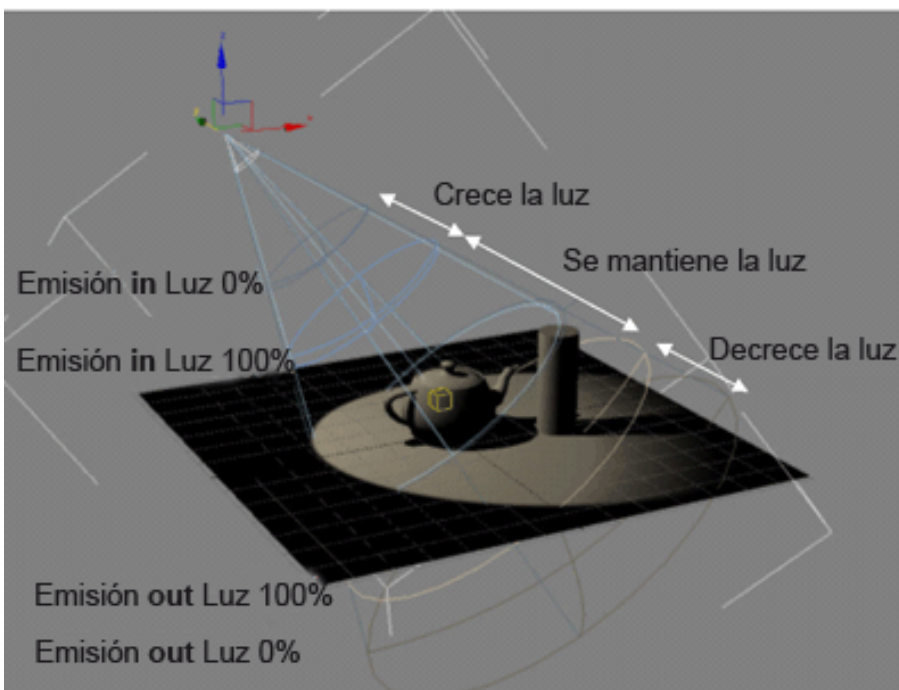 Crece la luz
Se mantiene la luz
Emisión in Luz 0%
Decrece la luz
Emisión in Luz 100%
Emisión out Luz 100%
Emisión out Luz 0%